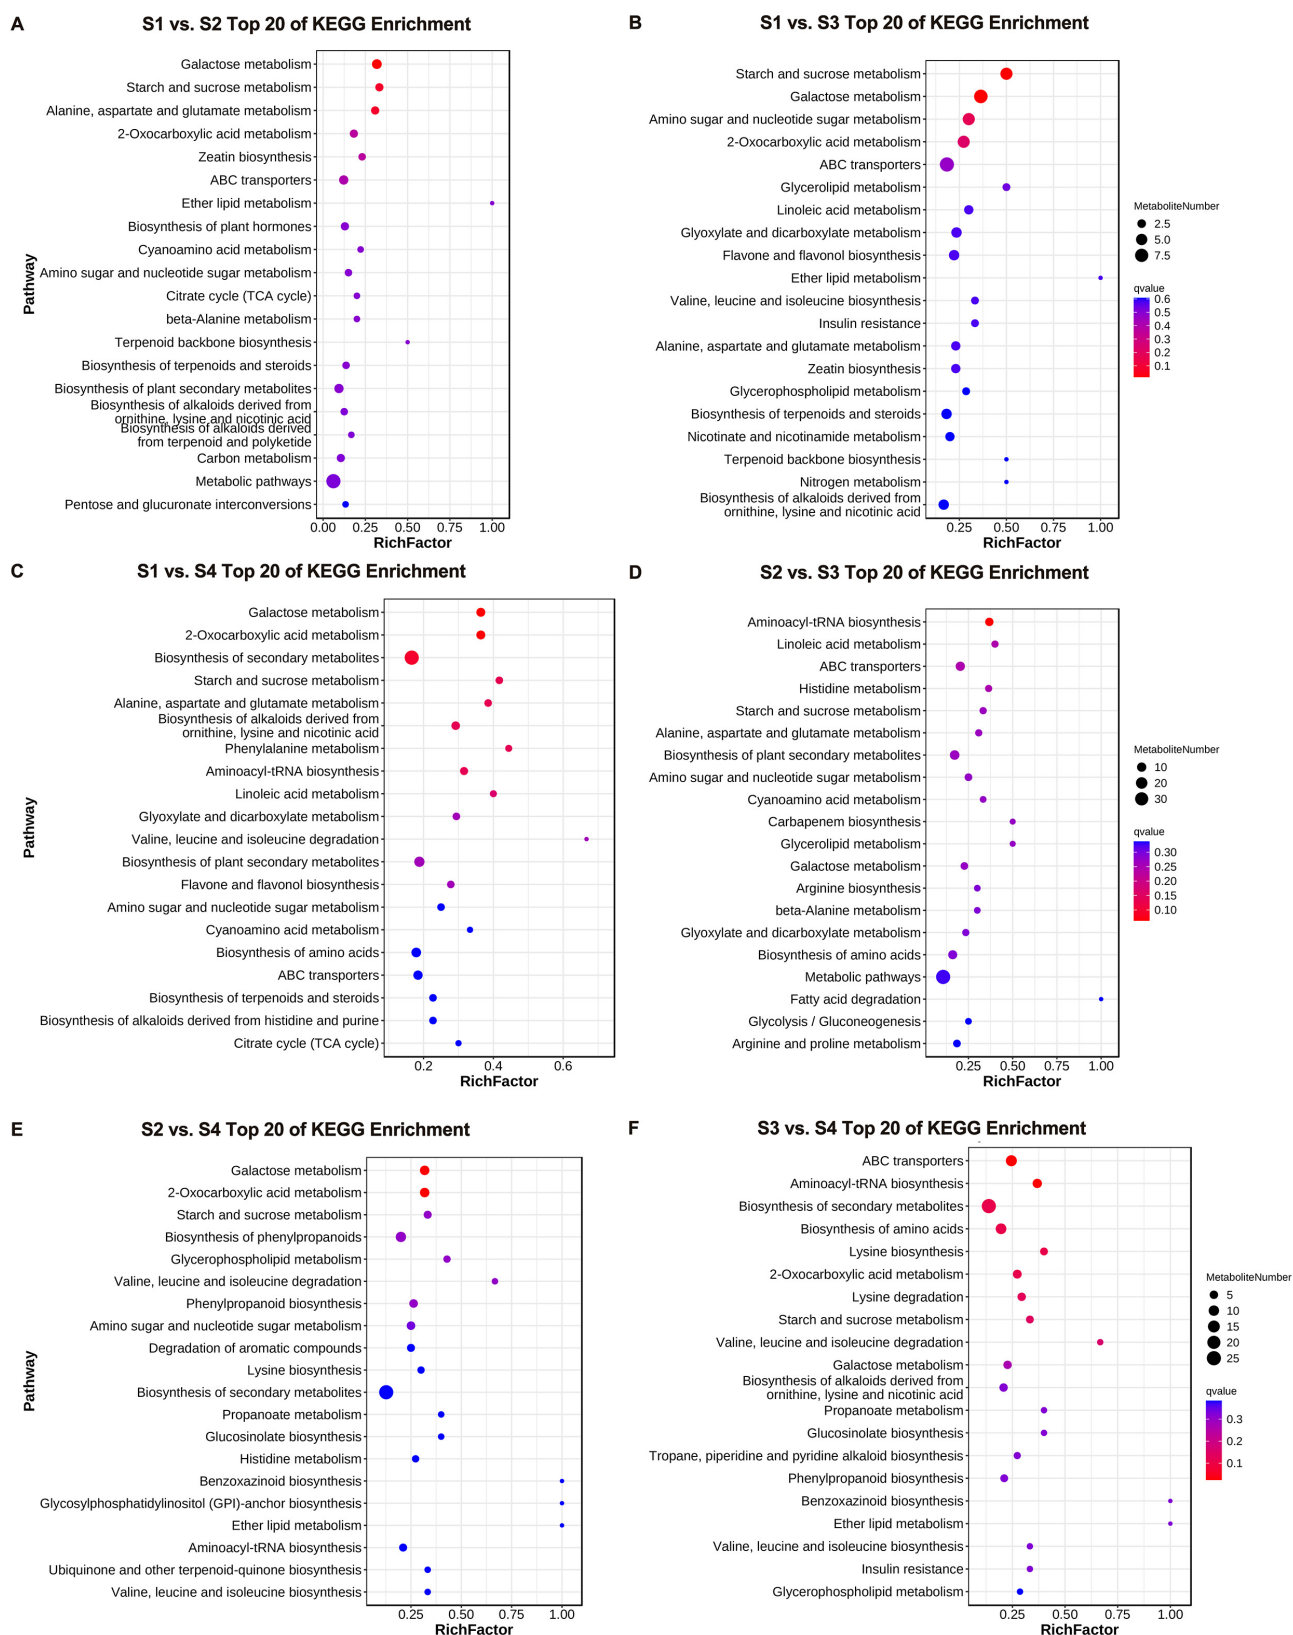 A
S1 vs. S2 Top 20 of KEGG Enrichment
Pathway
Galactose metabolism
Starch and sucrose metabolism
Alanine, aspartate and glutamate metabolism
2-Oxocarboxylic acid metabolism
Zeatin biosynthesis
ABC transporters
Ether lipid metabolism
Biosynthesis of plant hormones
Cyanoamino acid metabolism
Amino sugar and nucleotide sugar metabolism
Citrate cycle (TCA cycle)
beta-Alanine metabolism
Terpenoid backbone biosynthesis
Biosynthesis of terpenoids and steroids
Biosynthesis of plant secondary metabolites
Biosynthesis of alkaloids derived from
ornithine, lysine and nicotinic acid
Biosynthesis of alkaloids derived
from terpenoid and polyketide
Carbon metabolism
Metabolic pathways
Pentose and glucuronate interconversions
0.00 0.25 0.50 0.75 1.00
RichFactor
B
S1 vs. S3 Top 20 of KEGG Enrichment
Starch and sucrose metabolism
Galactose metabolism
Amino sugar and nucleotide sugar metabolism
2-Oxocarboxylic acid metabolism
ABC transporters
Glycerolipid metabolism
Linoleic acid metabolism
Glyoxylate and dicarboxylate metabolism
Flavone and flavonol biosynthesis
Ether lipid metabolism
Valine, leucine and isoleucine biosynthesis
Insulin resistance
Alanine, aspartate and glutamate metabolism
Zeatin biosynthesis
Glycerophospholipid metabolism
Biosynthesis of terpenoids and steroids
Nicotinate and nicotinamide metabolism
Terpenoid backbone biosynthesis
Nitrogen metabolism
Biosynthesis of alkaloids derived from
ornithine, lysine and nicotinic acid
0.25 0.50 0.75 1.00
RichFactor
MetaboliteNumber
2.5
5.0
7.5
qvalue
0.6
0.5
0.4
0.3
0.2
0.1
C
S1 vs. S4 Top 20 of KEGG Enrichment
Pathway
Galactose metabolism
2-Oxocarboxylic acid metabolism
Biosynthesis of secondary metabolites
Starch and sucrose metabolism
Alanine, aspartate and glutamate metabolism
Biosynthesis of alkaloids derived from
ornithine, lysine and nicotinic acid
Phenylalanine metabolism
Aminoacyl-tRNA biosynthesis
Linoleic acid metabolism
Glyoxylate and dicarboxylate metabolism
Valine, leucine and isoleucine degradation
Biosynthesis of plant secondary metabolites
Flavone and flavonol biosynthesis
Amino sugar and nucleotide sugar metabolism
Cyanoamino acid metabolism
Biosynthesis of amino acids
ABC transporters
Biosynthesis of terpenoids and steroids
Biosynthesis of alkaloids derived from histidine and purine
Citrate cycle (TCA cycle)
0.2 0.4 0.6
RichFactor
D
S2 vs. S3 Top 20 of KEGG Enrichment
Aminoacyl-tRNA biosynthesis
Linoleic acid metabolism
ABC transporters
Histidine metabolism
Starch and sucrose metabolism
Alanine, aspartate and glutamate metabolism
Biosynthesis of plant secondary metabolites
Amino sugar and nucleotide sugar metabolism
Cyanoamino acid metabolism
Carbapenem biosynthesis
Glycerolipid metabolism
Galactose metabolism
Arginine biosynthesis
beta-Alanine metabolism
Glyoxylate and dicarboxylate metabolism
Biosynthesis of amino acids
Metabolic pathways
Fatty acid degradation
Glycolysis / Gluconeogenesis
Arginine and proline metabolism
0.25 0.50 0.75 1.00
RichFactor
MetaboliteNumber
10
20
30
qvalue
0.30
0.25
0.20
0.15
0.10
E
S2 vs. S4 Top 20 of KEGG Enrichment
Pathway
Galactose metabolism
2-Oxocarboxylic acid metabolism
Starch and sucrose metabolism
Biosynthesis of phenylpropanoids
Glycerophospholipid metabolism
Valine, leucine and isoleucine degradation
Phenylpropanoid biosynthesis
Amino sugar and nucleotide sugar metabolism
Degradation of aromatic compounds
Lysine biosynthesis
Biosynthesis of secondary metabolites
Propanoate metabolism
Glucosinolate biosynthesis
Histidine metabolism
Benzoxazinoid biosynthesis
Glycosylphosphatidylinositol (GPI)-anchor biosynthesis
Ether lipid metabolism
Aminoacyl-tRNA biosynthesis
Ubiquinone and other terpenoid-quinone biosynthesis
Valine, leucine and isoleucine biosynthesis
0.25 0.50 0.75 1.00
RichFactor
F
S3 vs. S4 Top 20 of KEGG Enrichment
ABC transporters
Aminoacyl-tRNA biosynthesis
Biosynthesis of secondary metabolites
Biosynthesis of amino acids
Lysine biosynthesis
2-Oxocarboxylic acid metabolism
Lysine degradation
Starch and sucrose metabolism
Valine, leucine and isoleucine degradation
Galactose metabolism
Biosynthesis of alkaloids derived from
ornithine, lysine and nicotinic acid
Propanoate metabolism
Glucosinolate biosynthesis
Tropane, piperidine and pyridine alkaloid biosynthesis
Phenylpropanoid biosynthesis
Benzoxazinoid biosynthesis
Ether lipid metabolism
Valine, leucine and isoleucine biosynthesis
Insulin resistance
Glycerophospholipid metabolism
0.25 0.50 0.75 1.00
RichFactor
MetaboliteNumber
5
10
15
20
25
qvalue
0.3
0.2
0.1